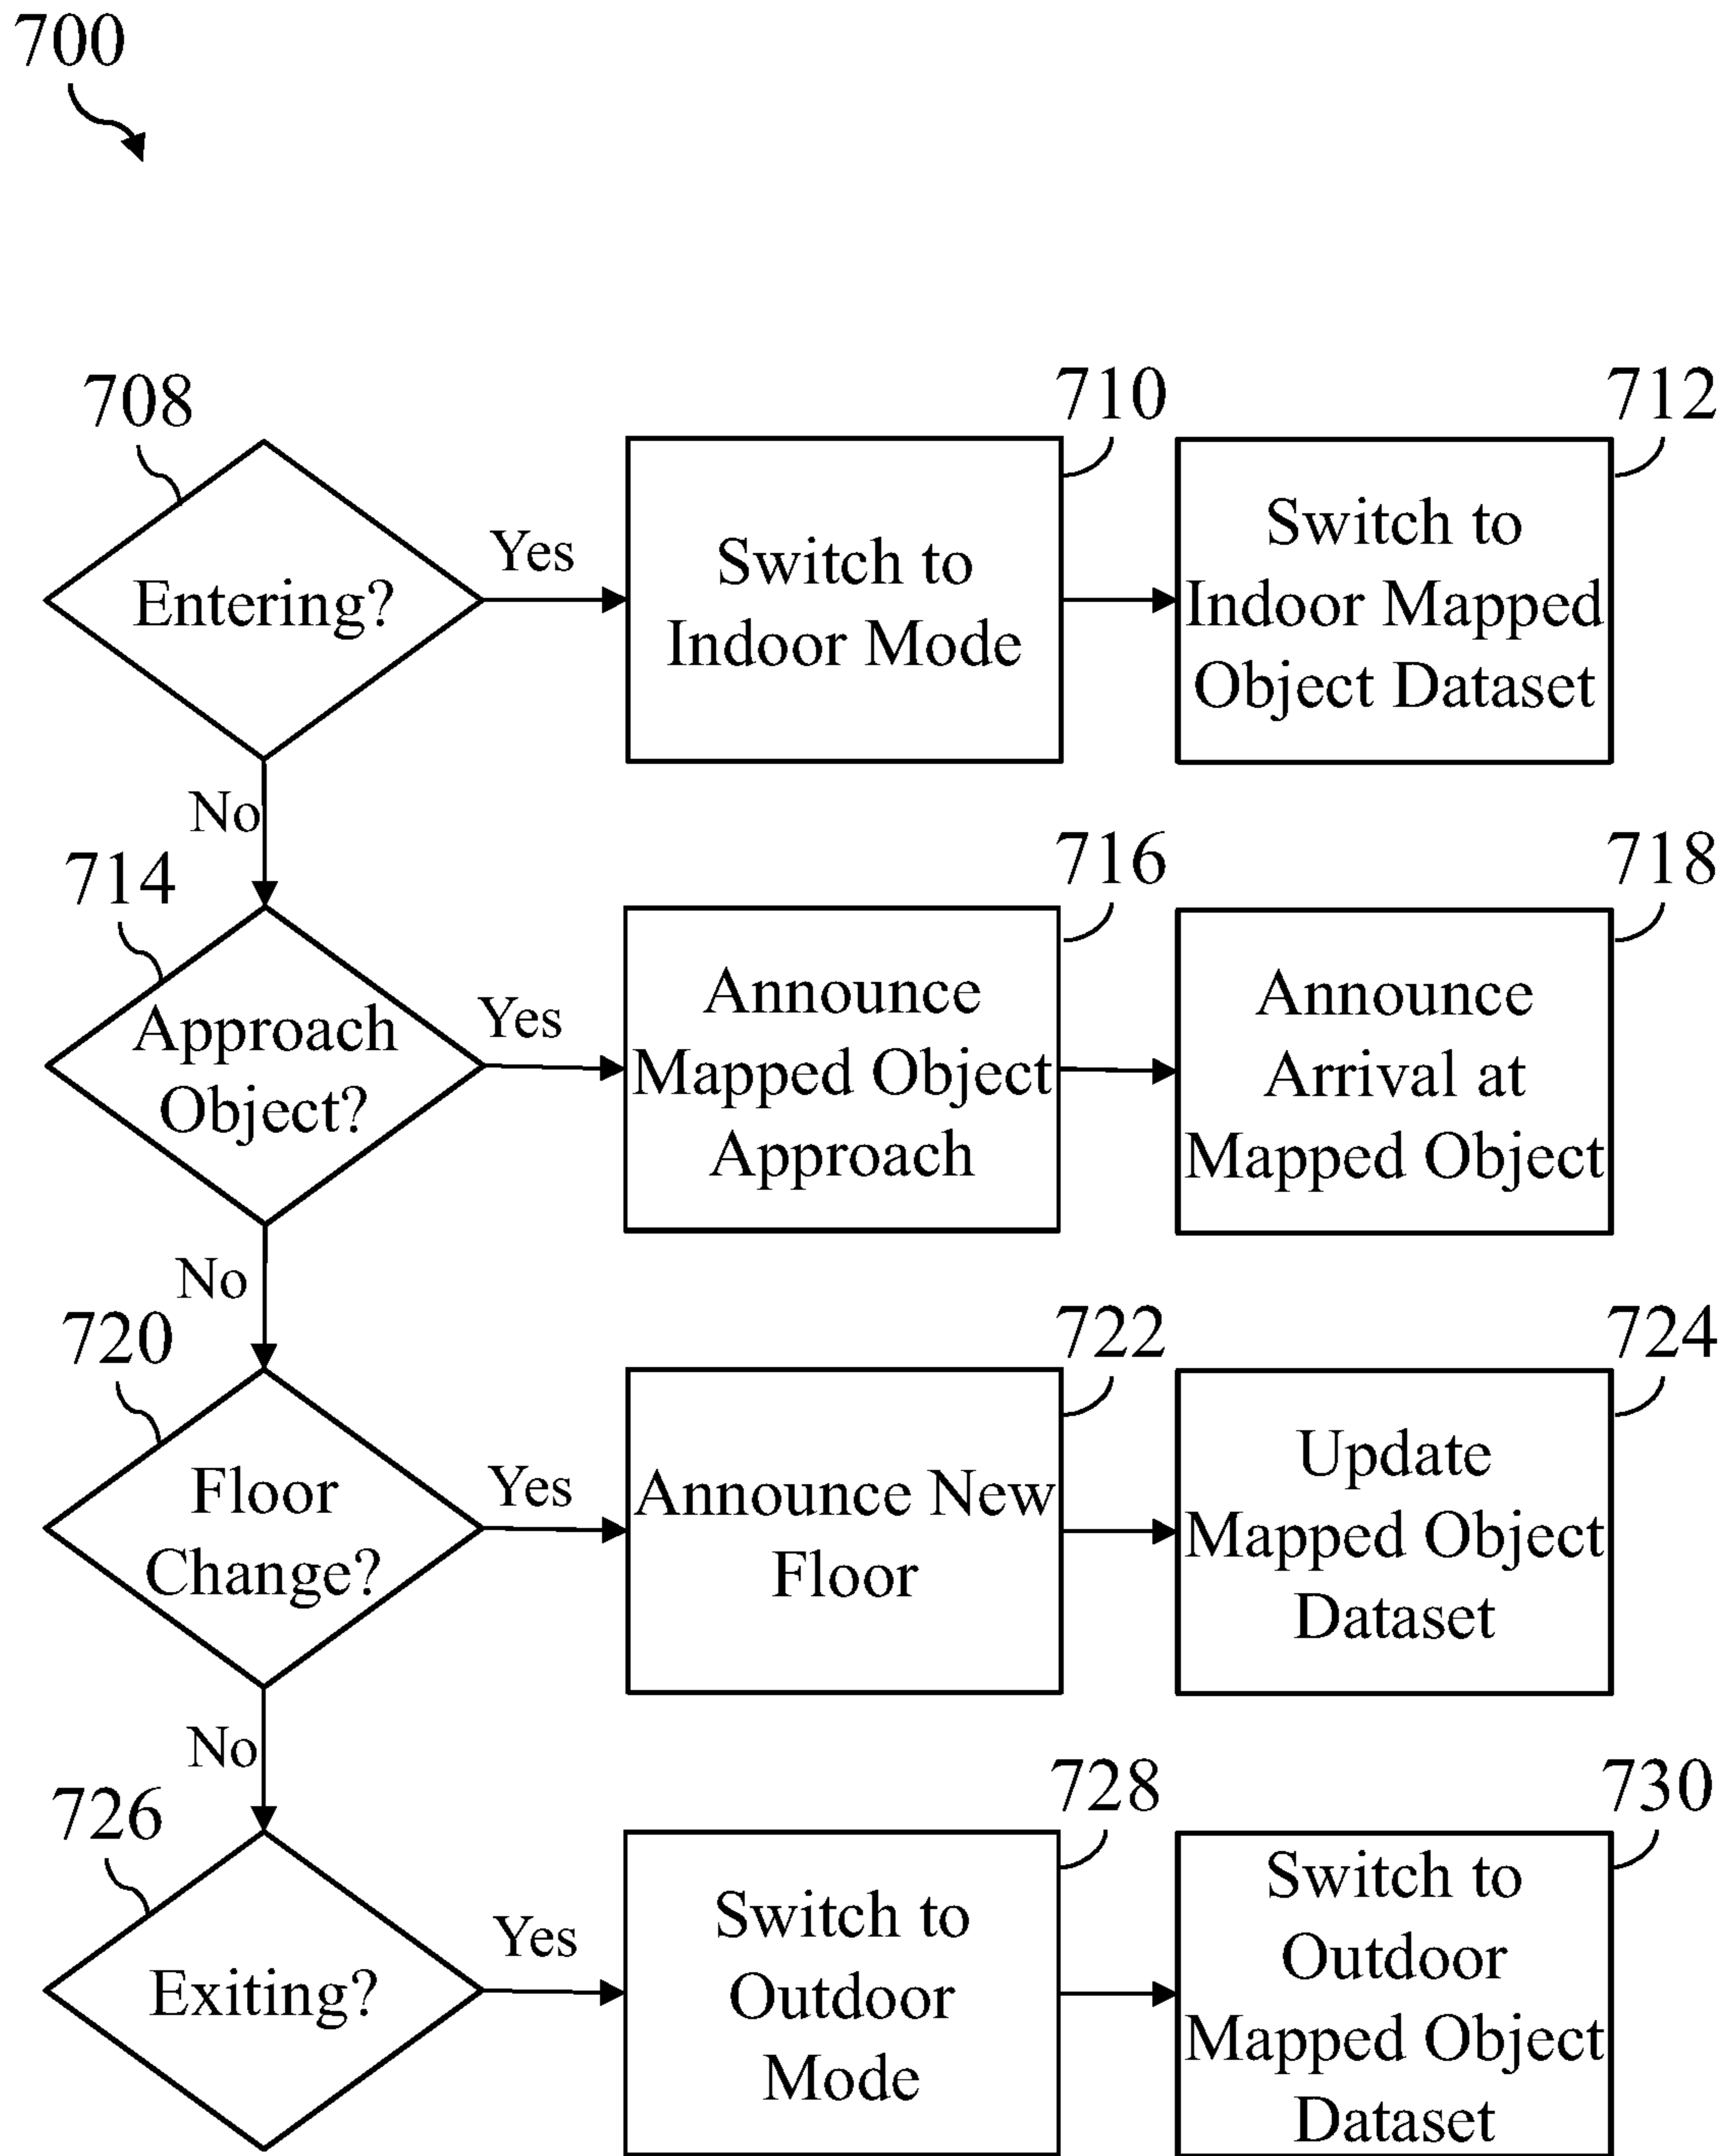 700
708
710
712
Entering?
Yes
Switch to
Indoor Mode
Switch to
Indoor Mapped
Object Dataset
No
714
716
718
Approach
Object?
Yes
Announce
Mapped Object
Approach
Announce
Arrival at
Mapped Object
No
720
722
724
Floor
Change?
Yes
Announce New
Floor
Update
Mapped Object
Dataset
No
726
728
730
Exiting?
Yes
Switch to
Outdoor
Mode
Switch to
Outdoor
Mapped Object
Dataset